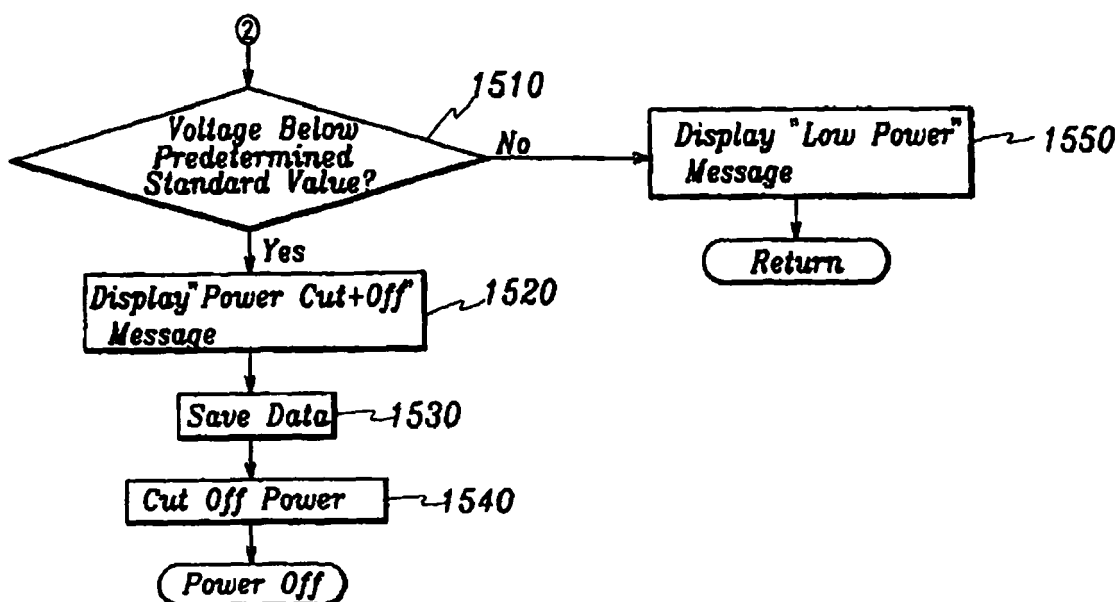 ②
Voltage Below
Predetermined
Standard Value?
1510
No
Display "Low Power"
Message
1550
Return
Yes
Display "Power Cut+Off"
Message
1520
Save Data
1530
Cut Off Power
1540
Power Off